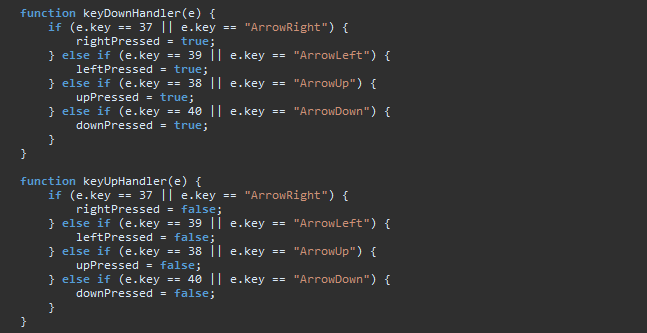 function keyDownHandler(e) {
    if (e.key == 37 || e.key == "ArrowRight") {
        rightPressed = true;
    } else if (e.key == 39 || e.key == "ArrowLeft") {
        leftPressed = true;
    } else if (e.key == 38 || e.key == "ArrowUp") {
        upPressed = true;
    } else if (e.key == 40 || e.key == "ArrowDown") {
        downPressed = true;
    }
}

function keyUpHandler(e) {
    if (e.key == 37 || e.key == "ArrowRight") {
        rightPressed = false;
    } else if (e.key == 39 || e.key == "ArrowLeft") {
        leftPressed = false;
    } else if (e.key == 38 || e.key == "ArrowUp") {
        upPressed = false;
    } else if (e.key == 40 || e.key == "ArrowDown") {
        downPressed = false;
    }
}